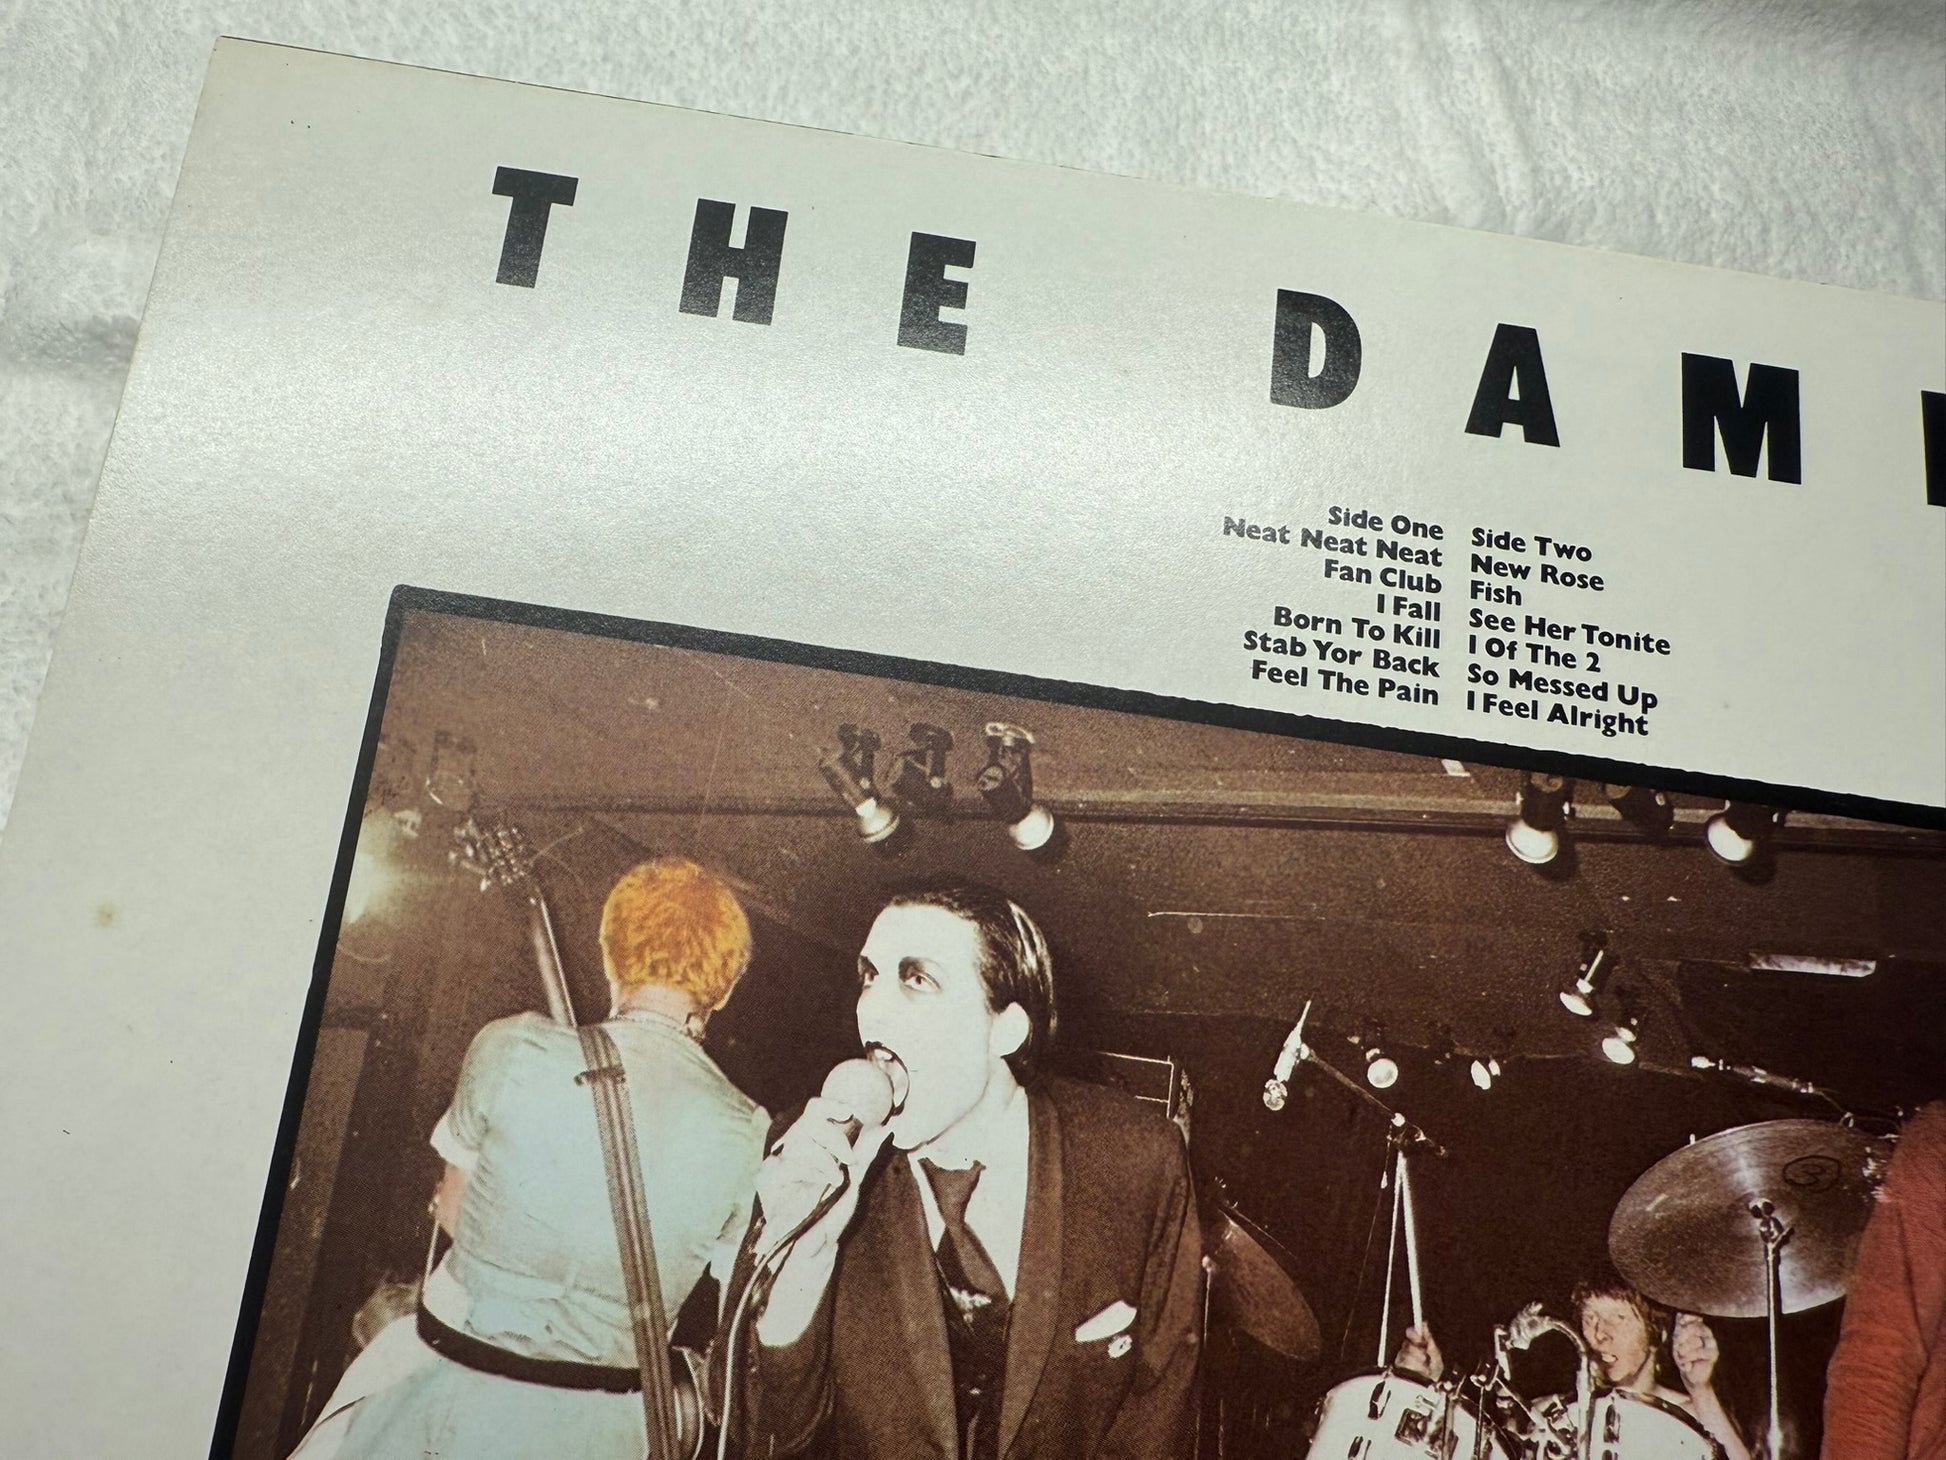 THE DAM
Side One
Neat Neat Neat
Fan Club
I Fall
Born To Kill
Stab Yor Back
Feel The Pain
Side Two
New Rose
Fish
See Her Tonite
I Of The 2
So Messed Up
I Feel Alright
3